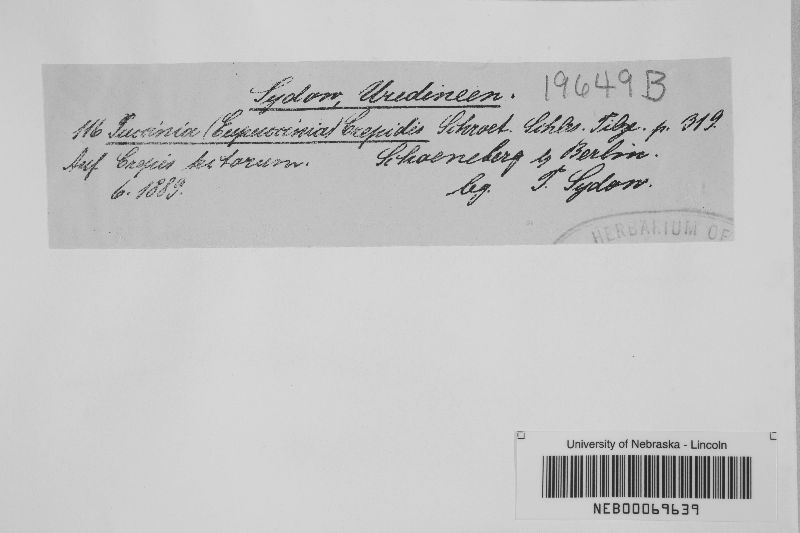 Sydow, Uredineen.
19649B
116 Puccinia (Eupuccinia) Crepidis Schroet. Schles. Pilze. p. 319.
Auf Crepis tectorum. Schoeneberg b. Berlin.
6. 1889. leg. P. Sydow.
HERBARIUM OF
University of Nebraska - Lincoln
NEB00069639